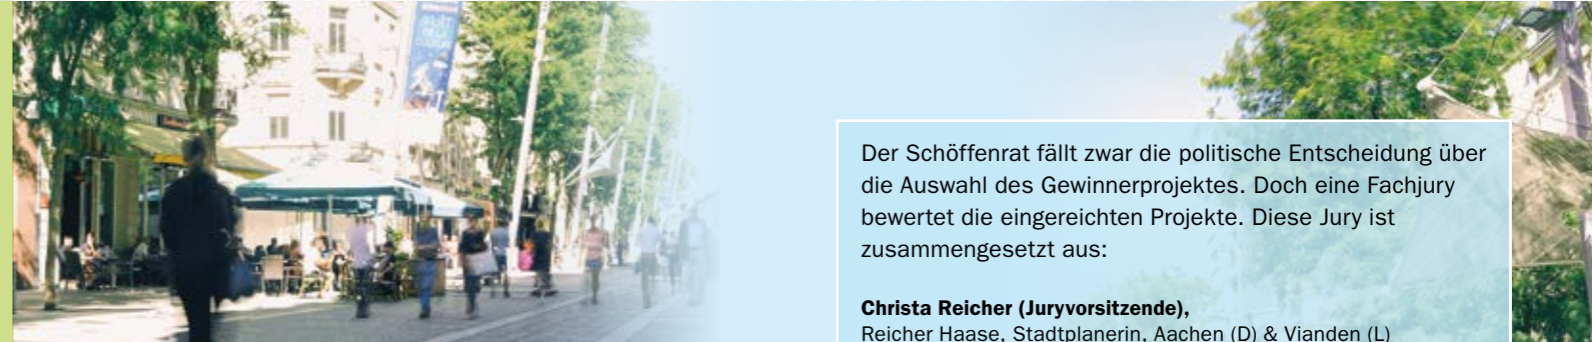 Der Schöffenrat fällt zwar die politische Entscheidung über
die Auswahl des Gewinnerprojektes. Doch eine Fachjury
bewertet die eingereichten Projekte. Diese Jury ist
zusammengesetzt aus:
Christa Reicher (Juryvorsitzende),
Reicher Haase, Stadtplanerin, Aachen (D) & Vianden (L)